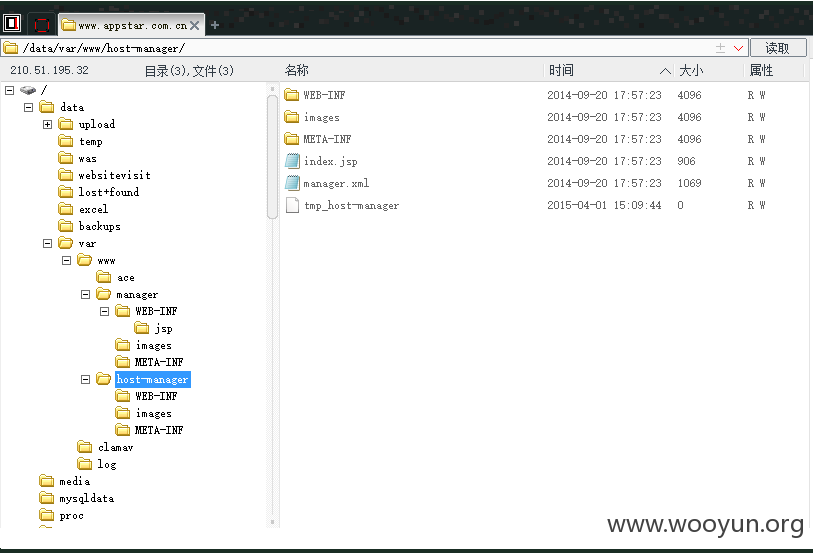 www.appstar.com.cn
/data/var/www/host-manager/
读取
210.51.195.32 目录(3),文件(3)
名称 时间 大小 属性
/
data
upload
temp
was
websitevisit
lost+found
excel
backups
var
www
ace
manager
WEB-INF
jsp
images
META-INF
host-manager
WEB-INF
images
META-INF
clamav
log
media
mysqldata
proc
WEB-INF 2014-09-20 17:57:23 4096 R W
images 2014-09-20 17:57:23 4096 R W
META-INF 2014-09-20 17:57:23 4096 R W
index.jsp 2014-09-20 17:57:23 906 R W
manager.xml 2014-09-20 17:57:23 1069 R W
tmp_host-manager 2015-04-01 15:09:44 0 R W
www.wooyun.org